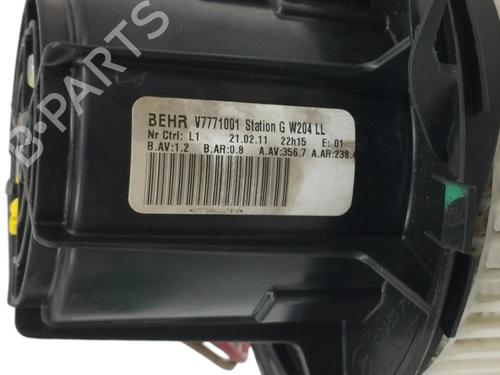 B-PARTS
BEHR V7771001 Station G W204 LL
Nr Ctrl: L1 21.02.11 22h15 E: 01
B.AV:1.2 B.AR:0.8 A.AV:356.7 A.AR:238.4